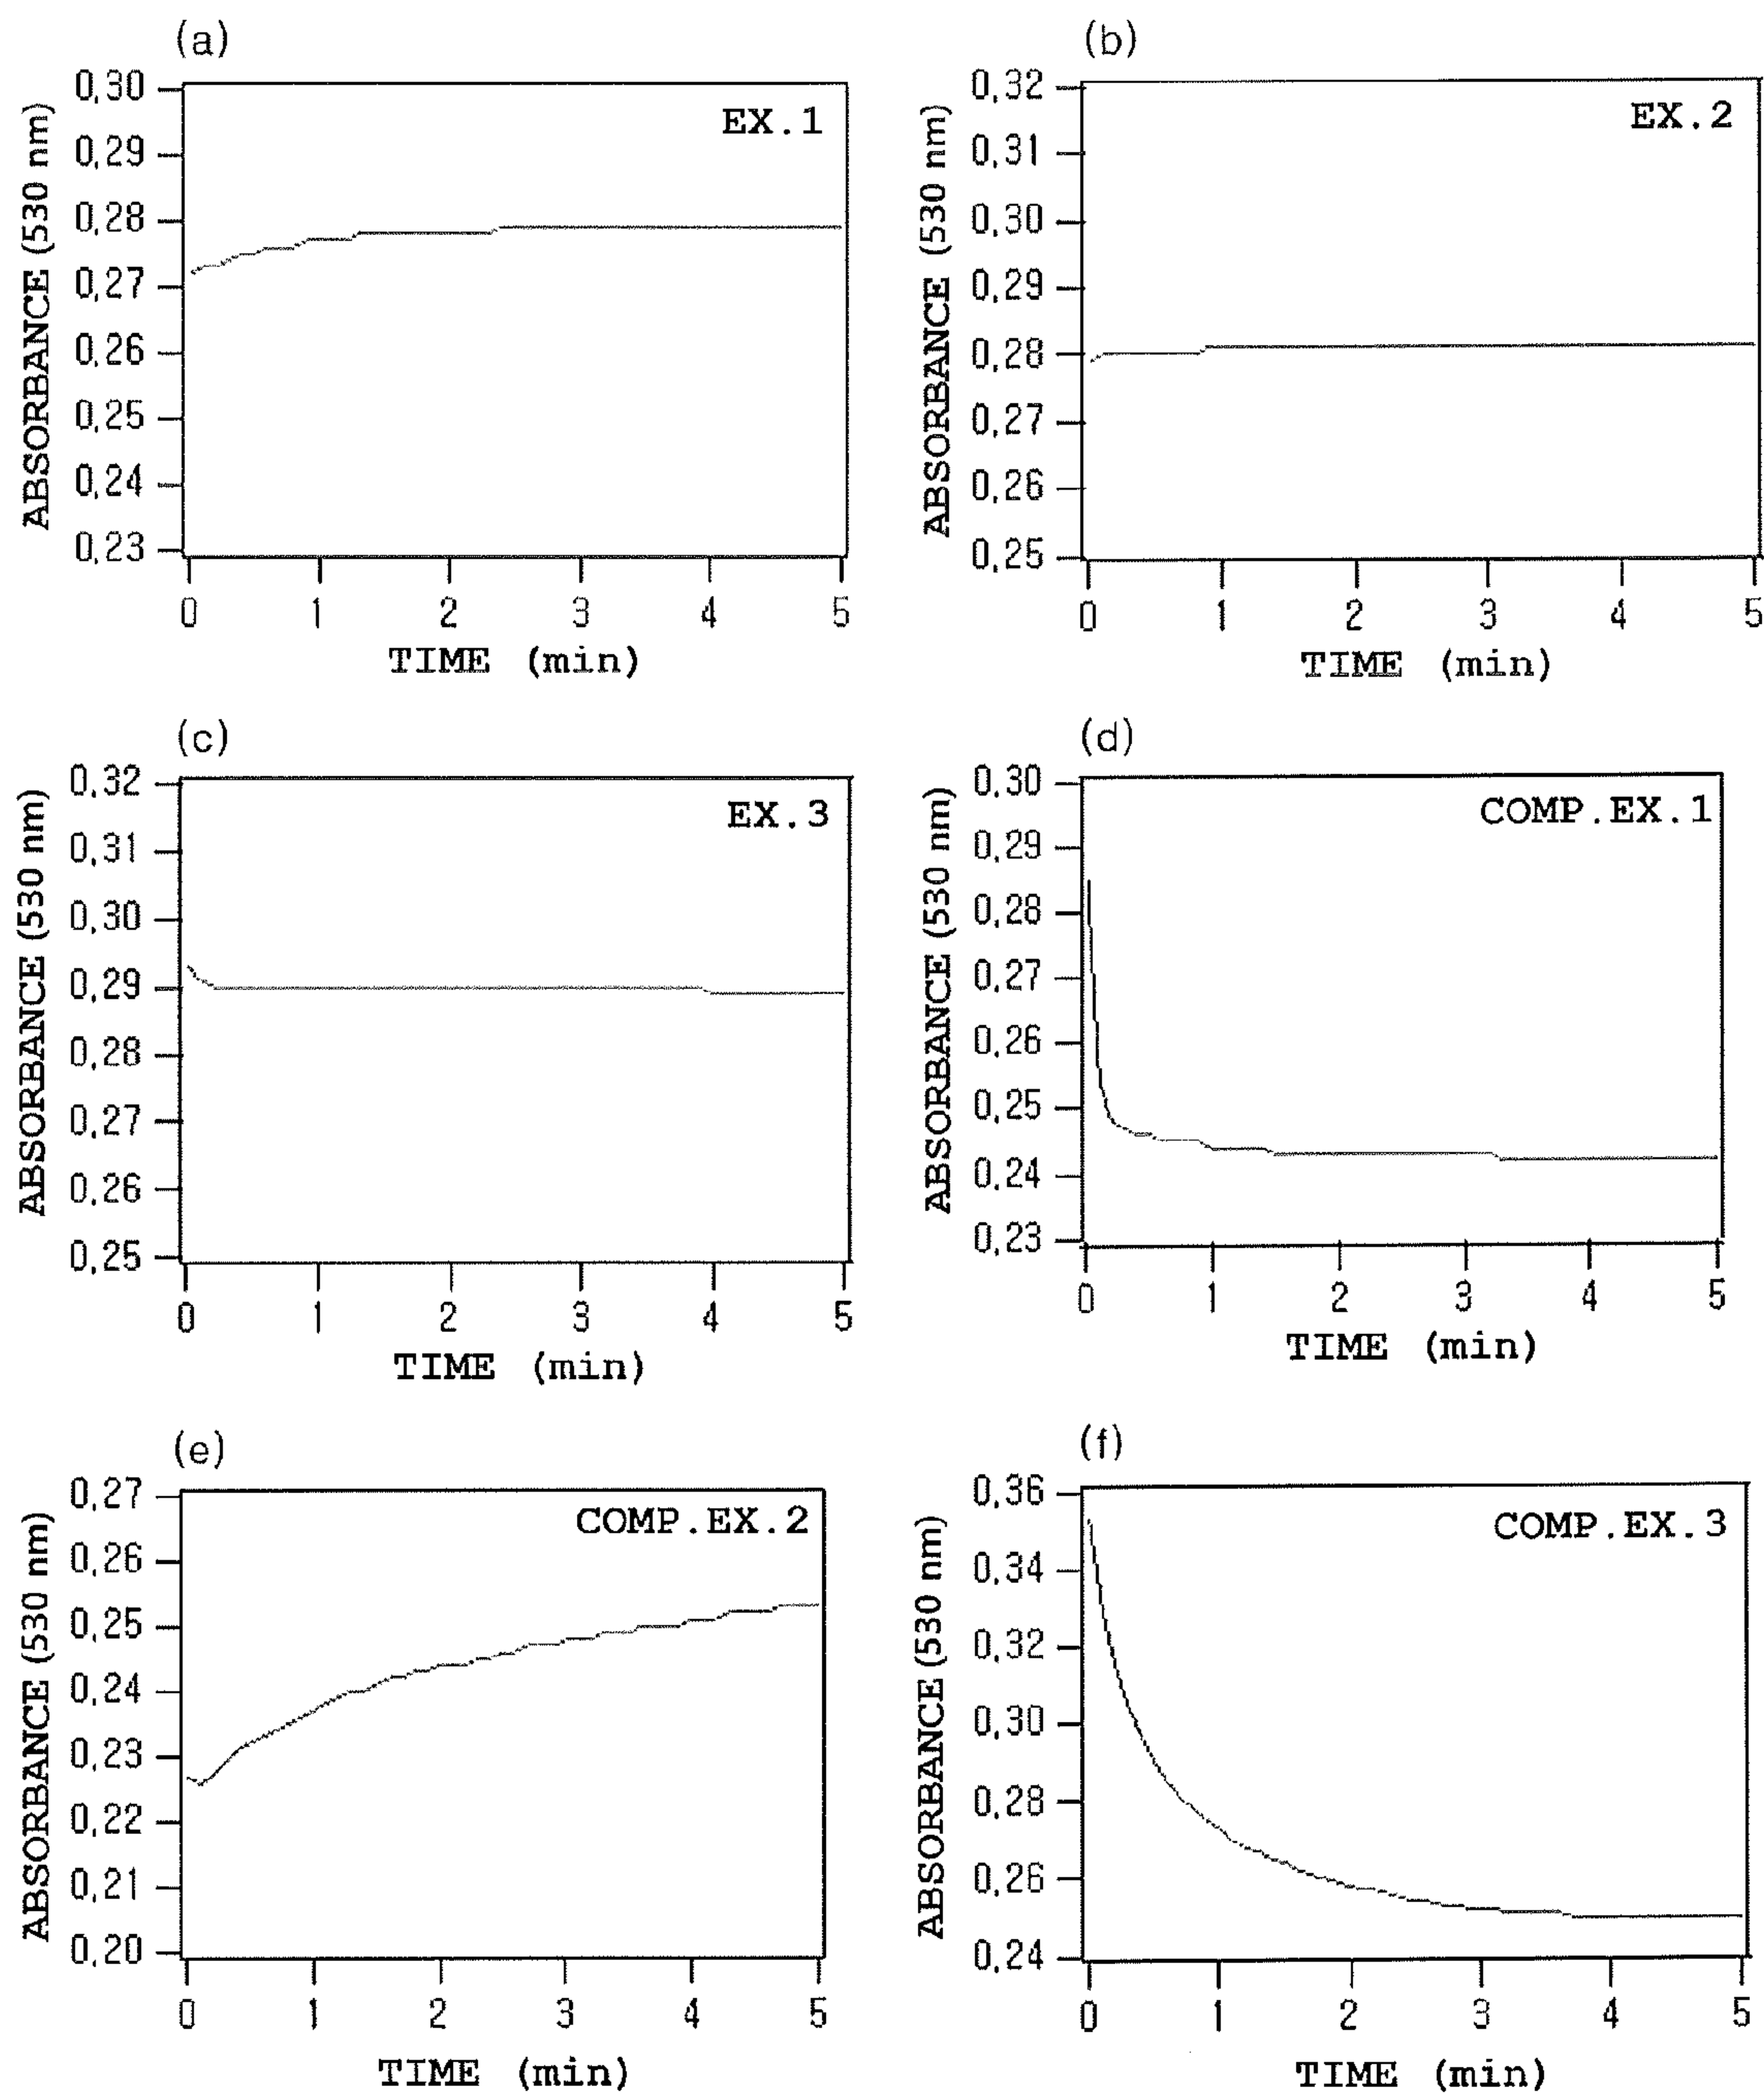 (a)
ABSORBANCE (530 nm)
0,30
0,29
0,28
0,27
0,26
0,25
0,24
0,23
EX.1
0 1 2 3 4 5
TIME (min)
(b)
ABSORBANCE (530 nm)
0,32
0,31
0,30
0,29
0,28
0,27
0,26
0,25
EX.2
0 1 2 3 4 5
TIME (min)
(c)
ABSORBANCE (530 nm)
0,32
0,31
0,30
0,29
0,28
0,27
0,26
0,25
EX.3
0 1 2 3 4 5
TIME (min)
(d)
ABSORBANCE (530 nm)
0,30
0,29
0,28
0,27
0,26
0,25
0,24
0,23
COMP.EX.1
0 1 2 3 4 5
TIME (min)
(e)
ABSORBANCE (530 nm)
0,27
0,26
0,25
0,24
0,23
0,22
0,21
0,20
COMP.EX.2
0 1 2 3 4 5
TIME (min)
(f)
ABSORBANCE (530 nm)
0,36
0,34
0,32
0,30
0,28
0,26
0,24
COMP.EX.3
0 1 2 3 4 5
TIME (min)